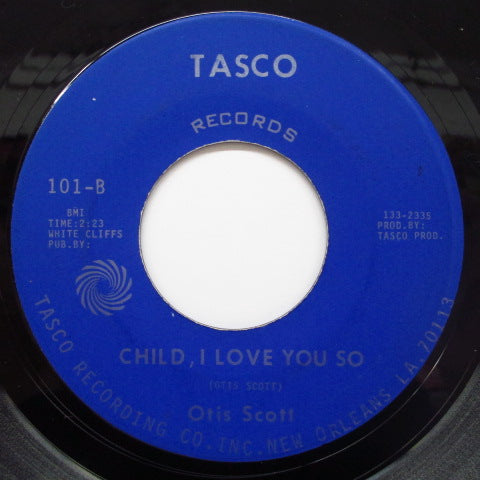 TASCO
RECORDS
101-B
BMI
TIME:2:23
WHITE CLIFFS
PUB.BY:
133-2335
PROD.BY:
TASCO PROD.
CHILD, I LOVE YOU SO
(OTIS SCOTT)
Otis Scott
TASCO RECORDING CO.INC.NEW ORLEANS LA.70113